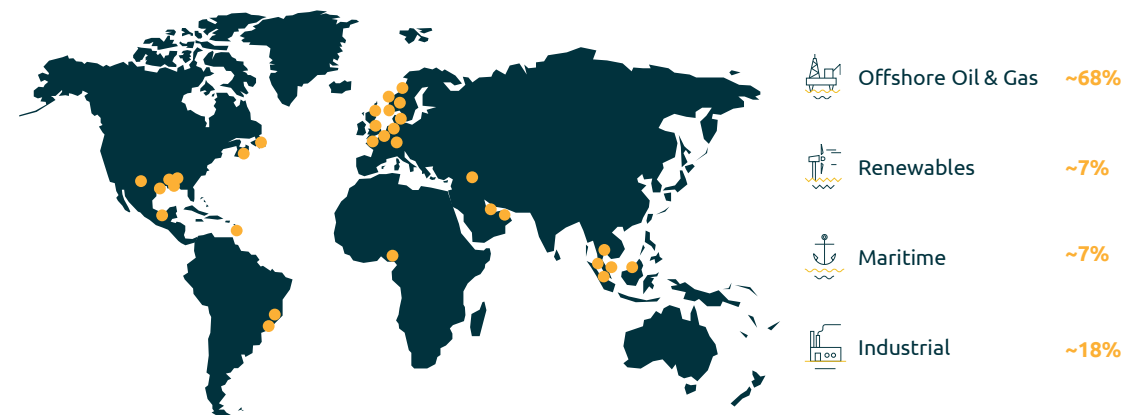 Offshore Oil & Gas ~68%
Renewables ~7%
Maritime ~7%
Industrial ~18%